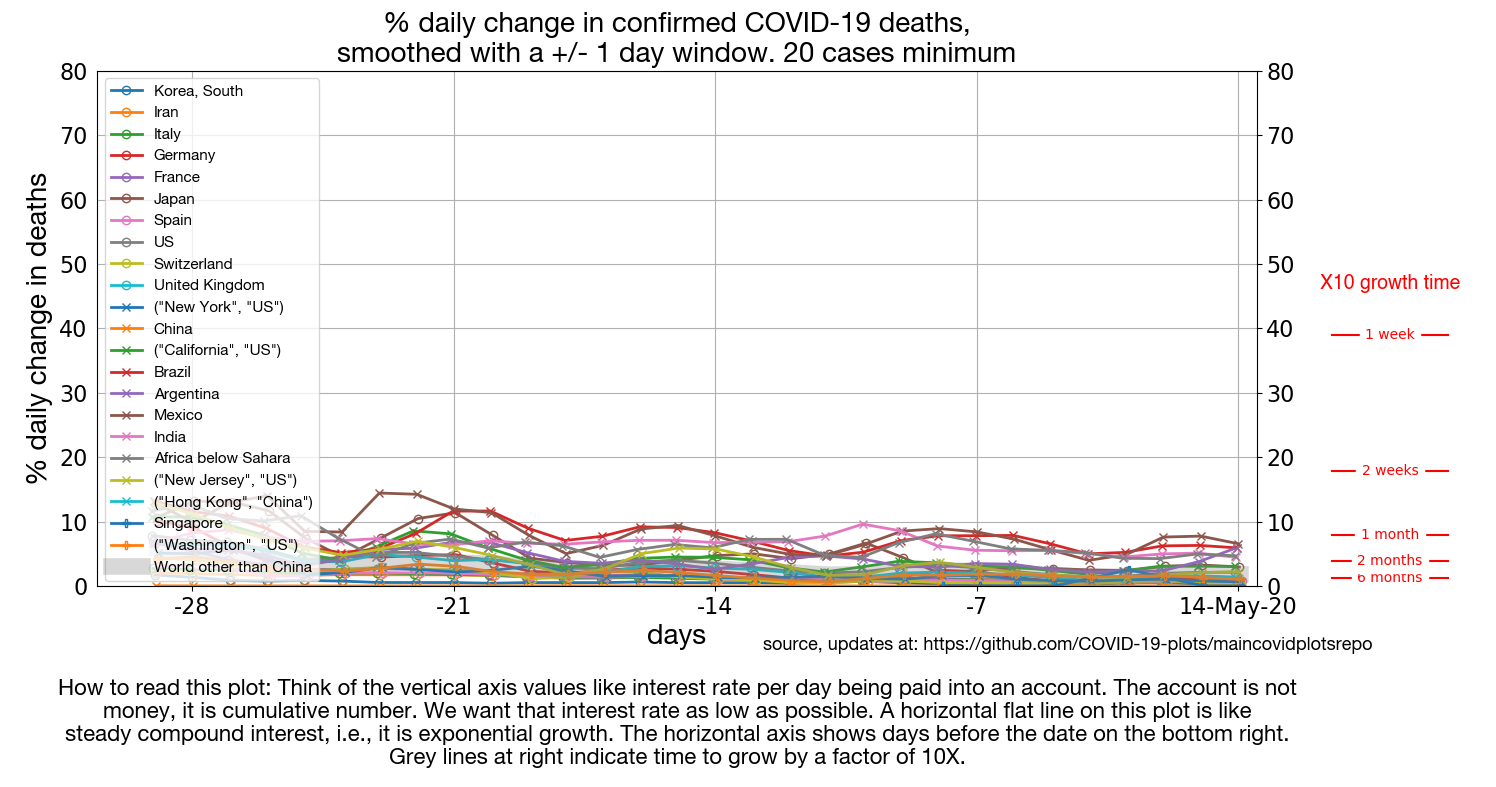 % daily change in confirmed COVID-19 deaths,
smoothed with a +/- 1 day window. 20 cases minimum
% daily change in deaths
80
70
60
50
40
30
20
10
0
Korea, South
Iran
Italy
Germany
France
Japan
Spain
US
Switzerland
United Kingdom
("New York", "US")
China
("California", "US")
Brazil
Argentina
Mexico
India
Africa below Sahara
("New Jersey", "US")
("Hong Kong", "China")
Singapore
("Washington", "US")
World other than China
80
70
60
50
40
30
20
10
0
X10 growth time
1 week
2 weeks
1 month
2 months
6 months
-28
-21
-14
-7
14-May-20
days
source, updates at: https://github.com/COVID-19-plots/maincovidplotsrepo
How to read this plot: Think of the vertical axis values like interest rate per day being paid into an account. The account is not
money, it is cumulative number. We want that interest rate as low as possible. A horizontal flat line on this plot is like
steady compound interest, i.e., it is exponential growth. The horizontal axis shows days before the date on the bottom right.
Grey lines at right indicate time to grow by a factor of 10X.